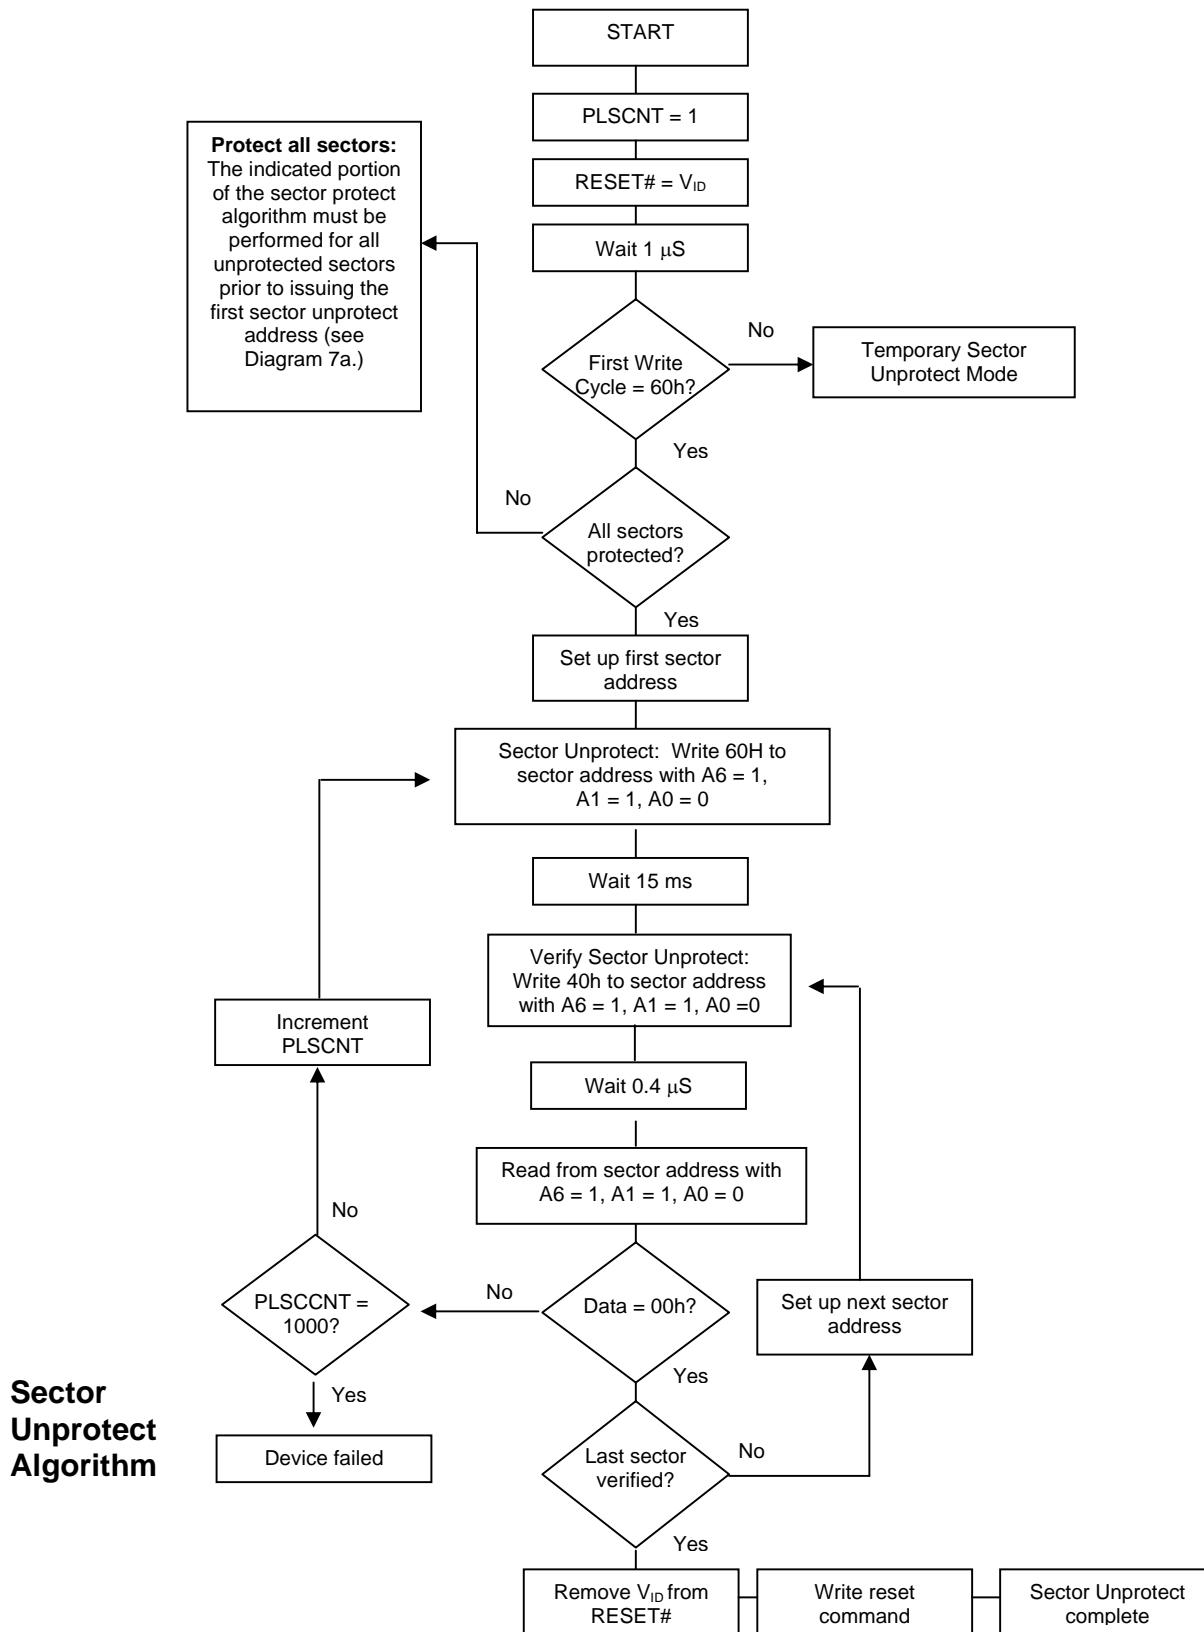 START
PLSCNT = 1
Protect all sectors:
The indicated portion
of the sector protect
algorithm must be
performed for all
unprotected sectors
prior to issuing the
first sector unprotect
address (see
Diagram 7a.)
RESET# = VID
Wait 1 μS
No
First Write
Cycle = 60h?
Temporary Sector
Unprotect Mode
Yes
No
All sectors
protected?
Yes
Set up first sector
address
Sector Unprotect: Write 60H to
sector address with A6 = 1,
A1 = 1, A0 = 0
Wait 15 ms
Verify Sector Unprotect:
Write 40h to sector address
with A6 = 1, A1 = 1, A0 =0
Increment
PLSCNT
Wait 0.4 μS
Read from sector address with
A6 = 1, A1 = 1, A0 = 0
No
PLSCCNT =
1000?
No
Data = 00h?
Set up next sector
address
Yes
Yes
Sector
Unprotect
Algorithm
Device failed
Last sector
verified?
No
Yes
Remove VID from
RESET#
Write reset
command
Sector Unprotect
complete